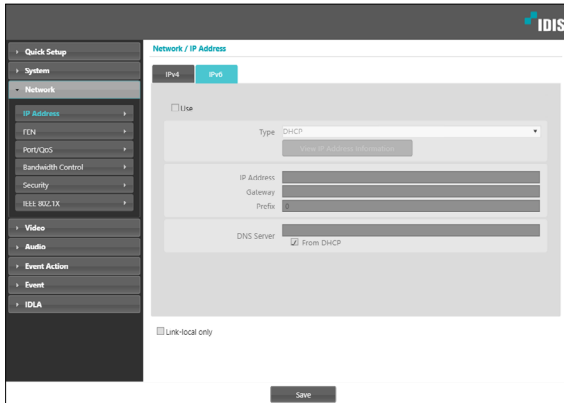 IDIS
Quick Setup
System
Network
IP Address
FEN
Port/QoS
Bandwidth Control
Security
IEEE 802.1X
Video
Audio
Event Action
Event
IDLA
Network / IP Address
IPv4 IPv6
Use
Type DHCP
View IP Address Information
IP Address
Gateway
Prefix 0
DNS Server
From DHCP
Link-local only
Save